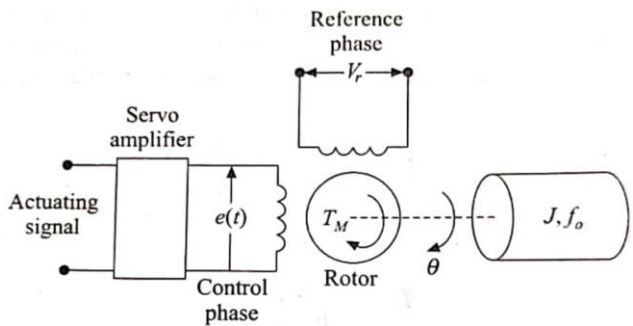 Reference
phase
V_r
Servo
amplifier
Actuating
signal
e(t)
T_M
J, f_o
θ
Rotor
Control
phase